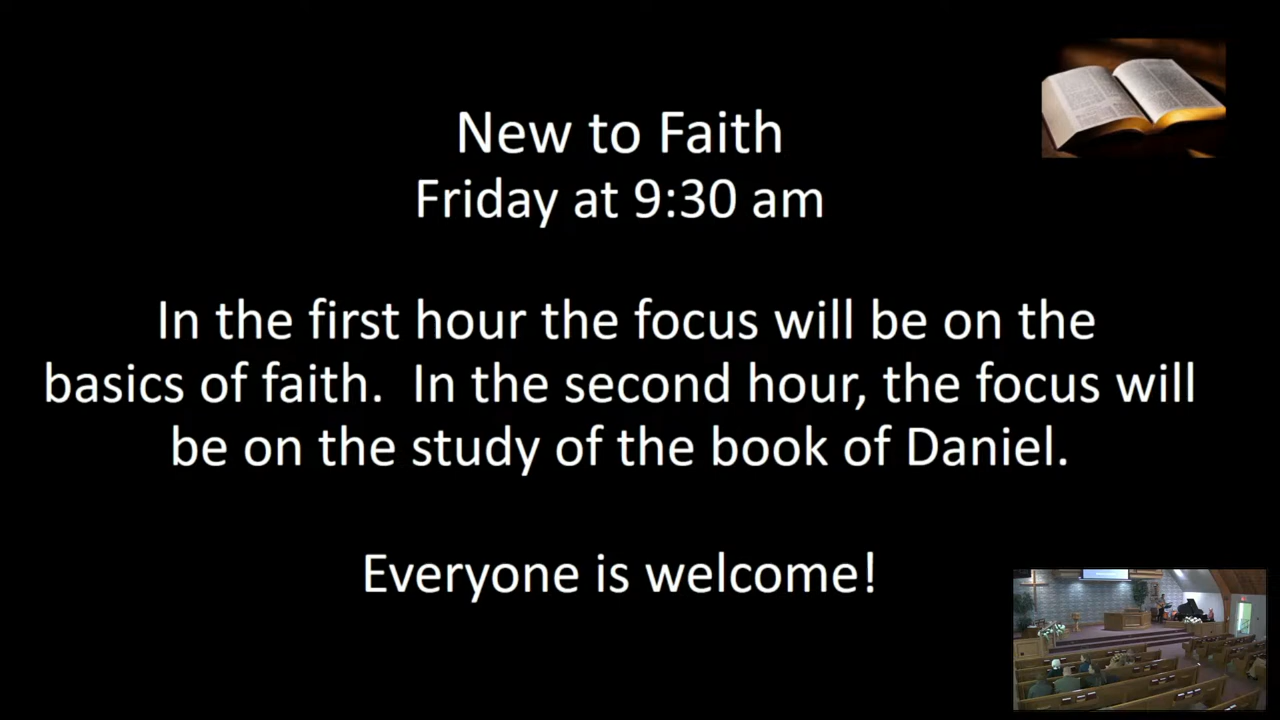 New to Faith
Friday at 9:30 am
In the first hour the focus will be on the
basics of faith.  In the second hour, the focus will
be on the study of the book of Daniel.
Everyone is welcome!